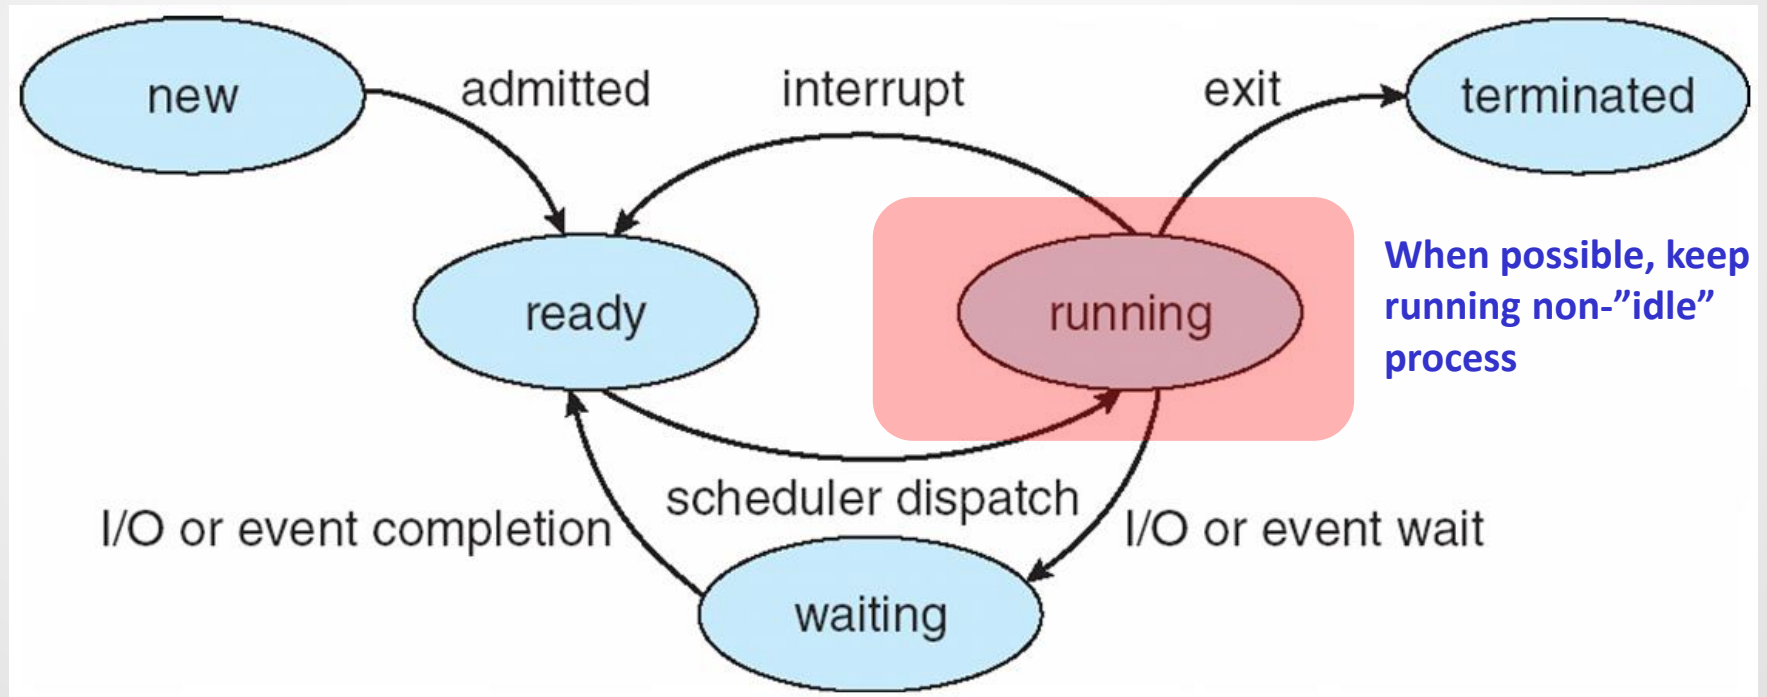 new
admitted
interrupt
exit
terminated
ready
running
When possible, keep
running non-”idle”
process
scheduler dispatch
I/O or event completion
I/O or event wait
waiting